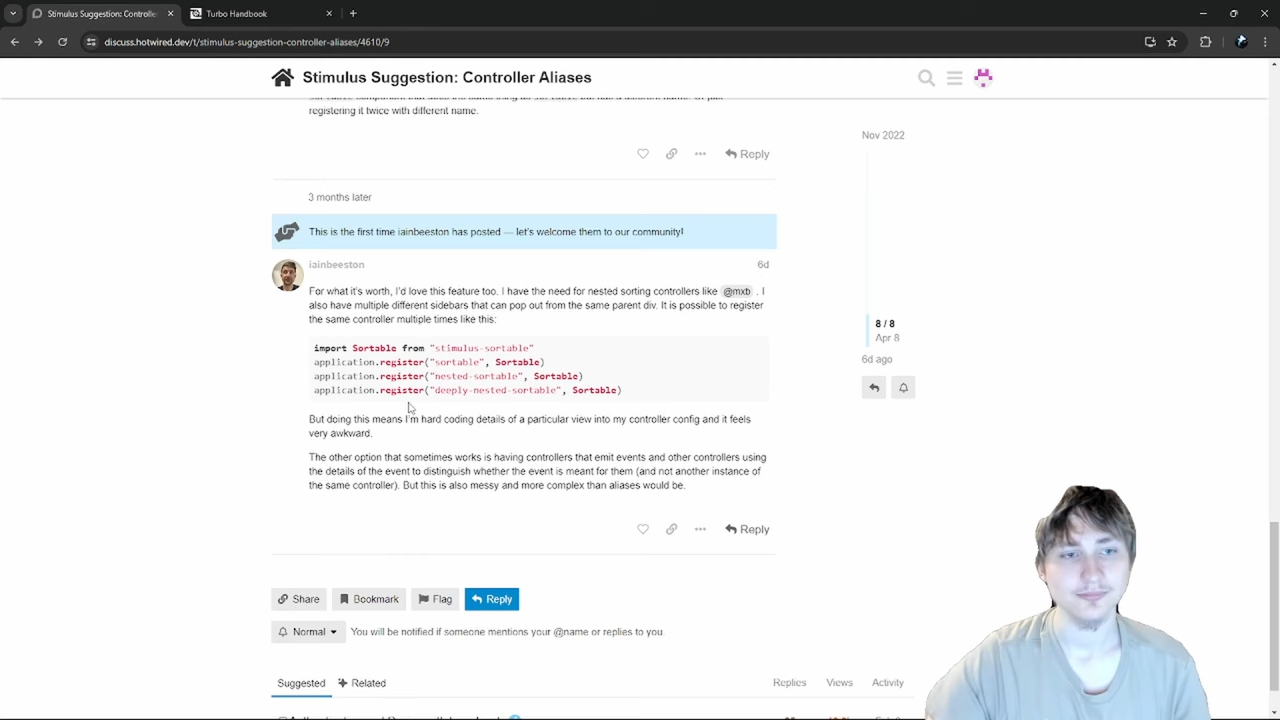 Stimulus Suggestion: Controlle
Turbo Handbook
discuss.hotwired.dev/t/stimulus-suggestion-controller-aliases/4610/9
Stimulus Suggestion: Controller Aliases
registering it twice with different name.
Reply
3 months later
This is the first time iainbeeston has posted — let's welcome them to our community!
iainbeeston
6d
For what it's worth, I'd love this feature too. I have the need for nested sorting controllers like @mxb . I
also have multiple different sidebars that can pop out from the same parent div. It is possible to register
the same controller multiple times like this:
import Sortable from "stimulus-sortable"
application.register("sortable", Sortable)
application.register("nested-sortable", Sortable)
application.register("deeply-nested-sortable", Sortable)
But doing this means I'm hard coding details of a particular view into my controller config and it feels
very awkward.
The other option that sometimes works is having controllers that emit events and other controllers using
the details of the event to distinguish whether the event is meant for them (and not another instance of
the same controller). But this is also messy and more complex than aliases would be.
Reply
Nov 2022
8 / 8
Apr 8
6d ago
Share
Bookmark
Flag
Reply
Normal
You will be notified if someone mentions your @name or replies to you
Suggested
Related
Replies
Views
Activity